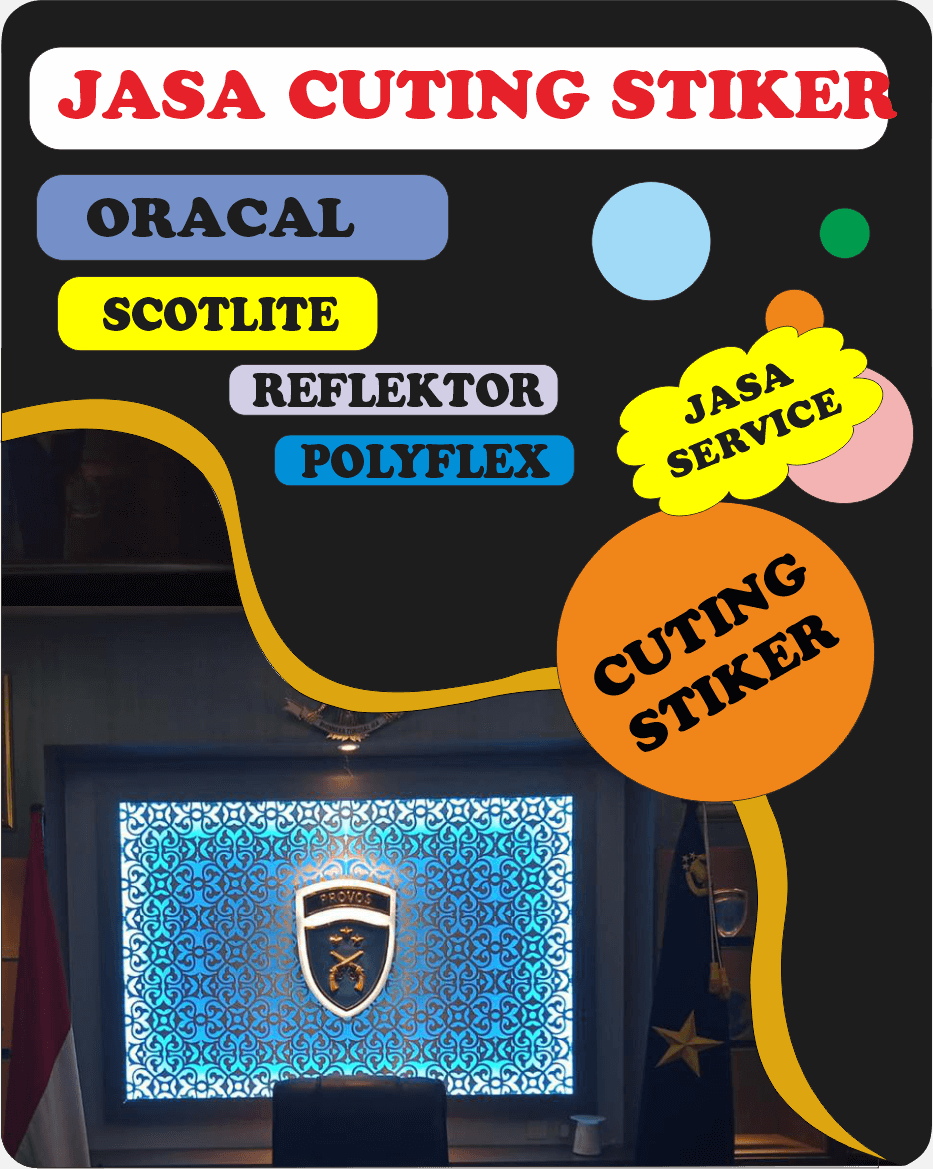 JASA CUTING STIKER
ORACAL
SCOTLITE
REFLEKTOR
POLYFLEX
JASA
SERVICE
CUTING
STIKER
PROVOS